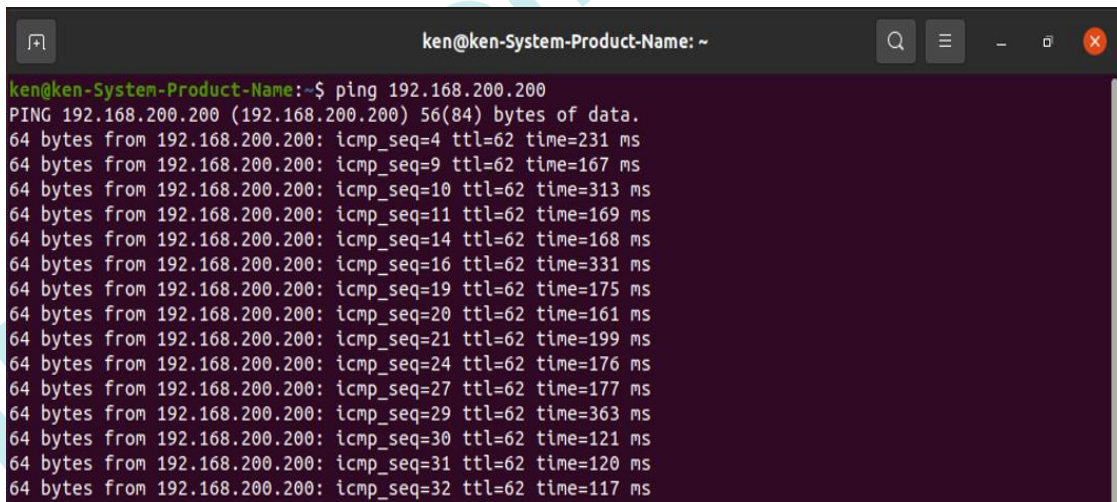 ken@ken-System-Product-Name: ~
ken@ken-System-Product-Name:~$ ping 192.168.200.200
PING 192.168.200.200 (192.168.200.200) 56(84) bytes of data.
64 bytes from 192.168.200.200: icmp_seq=4 ttl=62 time=231 ms
64 bytes from 192.168.200.200: icmp_seq=9 ttl=62 time=167 ms
64 bytes from 192.168.200.200: icmp_seq=10 ttl=62 time=313 ms
64 bytes from 192.168.200.200: icmp_seq=11 ttl=62 time=169 ms
64 bytes from 192.168.200.200: icmp_seq=14 ttl=62 time=168 ms
64 bytes from 192.168.200.200: icmp_seq=16 ttl=62 time=331 ms
64 bytes from 192.168.200.200: icmp_seq=19 ttl=62 time=175 ms
64 bytes from 192.168.200.200: icmp_seq=20 ttl=62 time=161 ms
64 bytes from 192.168.200.200: icmp_seq=21 ttl=62 time=199 ms
64 bytes from 192.168.200.200: icmp_seq=24 ttl=62 time=176 ms
64 bytes from 192.168.200.200: icmp_seq=27 ttl=62 time=177 ms
64 bytes from 192.168.200.200: icmp_seq=29 ttl=62 time=363 ms
64 bytes from 192.168.200.200: icmp_seq=30 ttl=62 time=121 ms
64 bytes from 192.168.200.200: icmp_seq=31 ttl=62 time=120 ms
64 bytes from 192.168.200.200: icmp_seq=32 ttl=62 time=117 ms